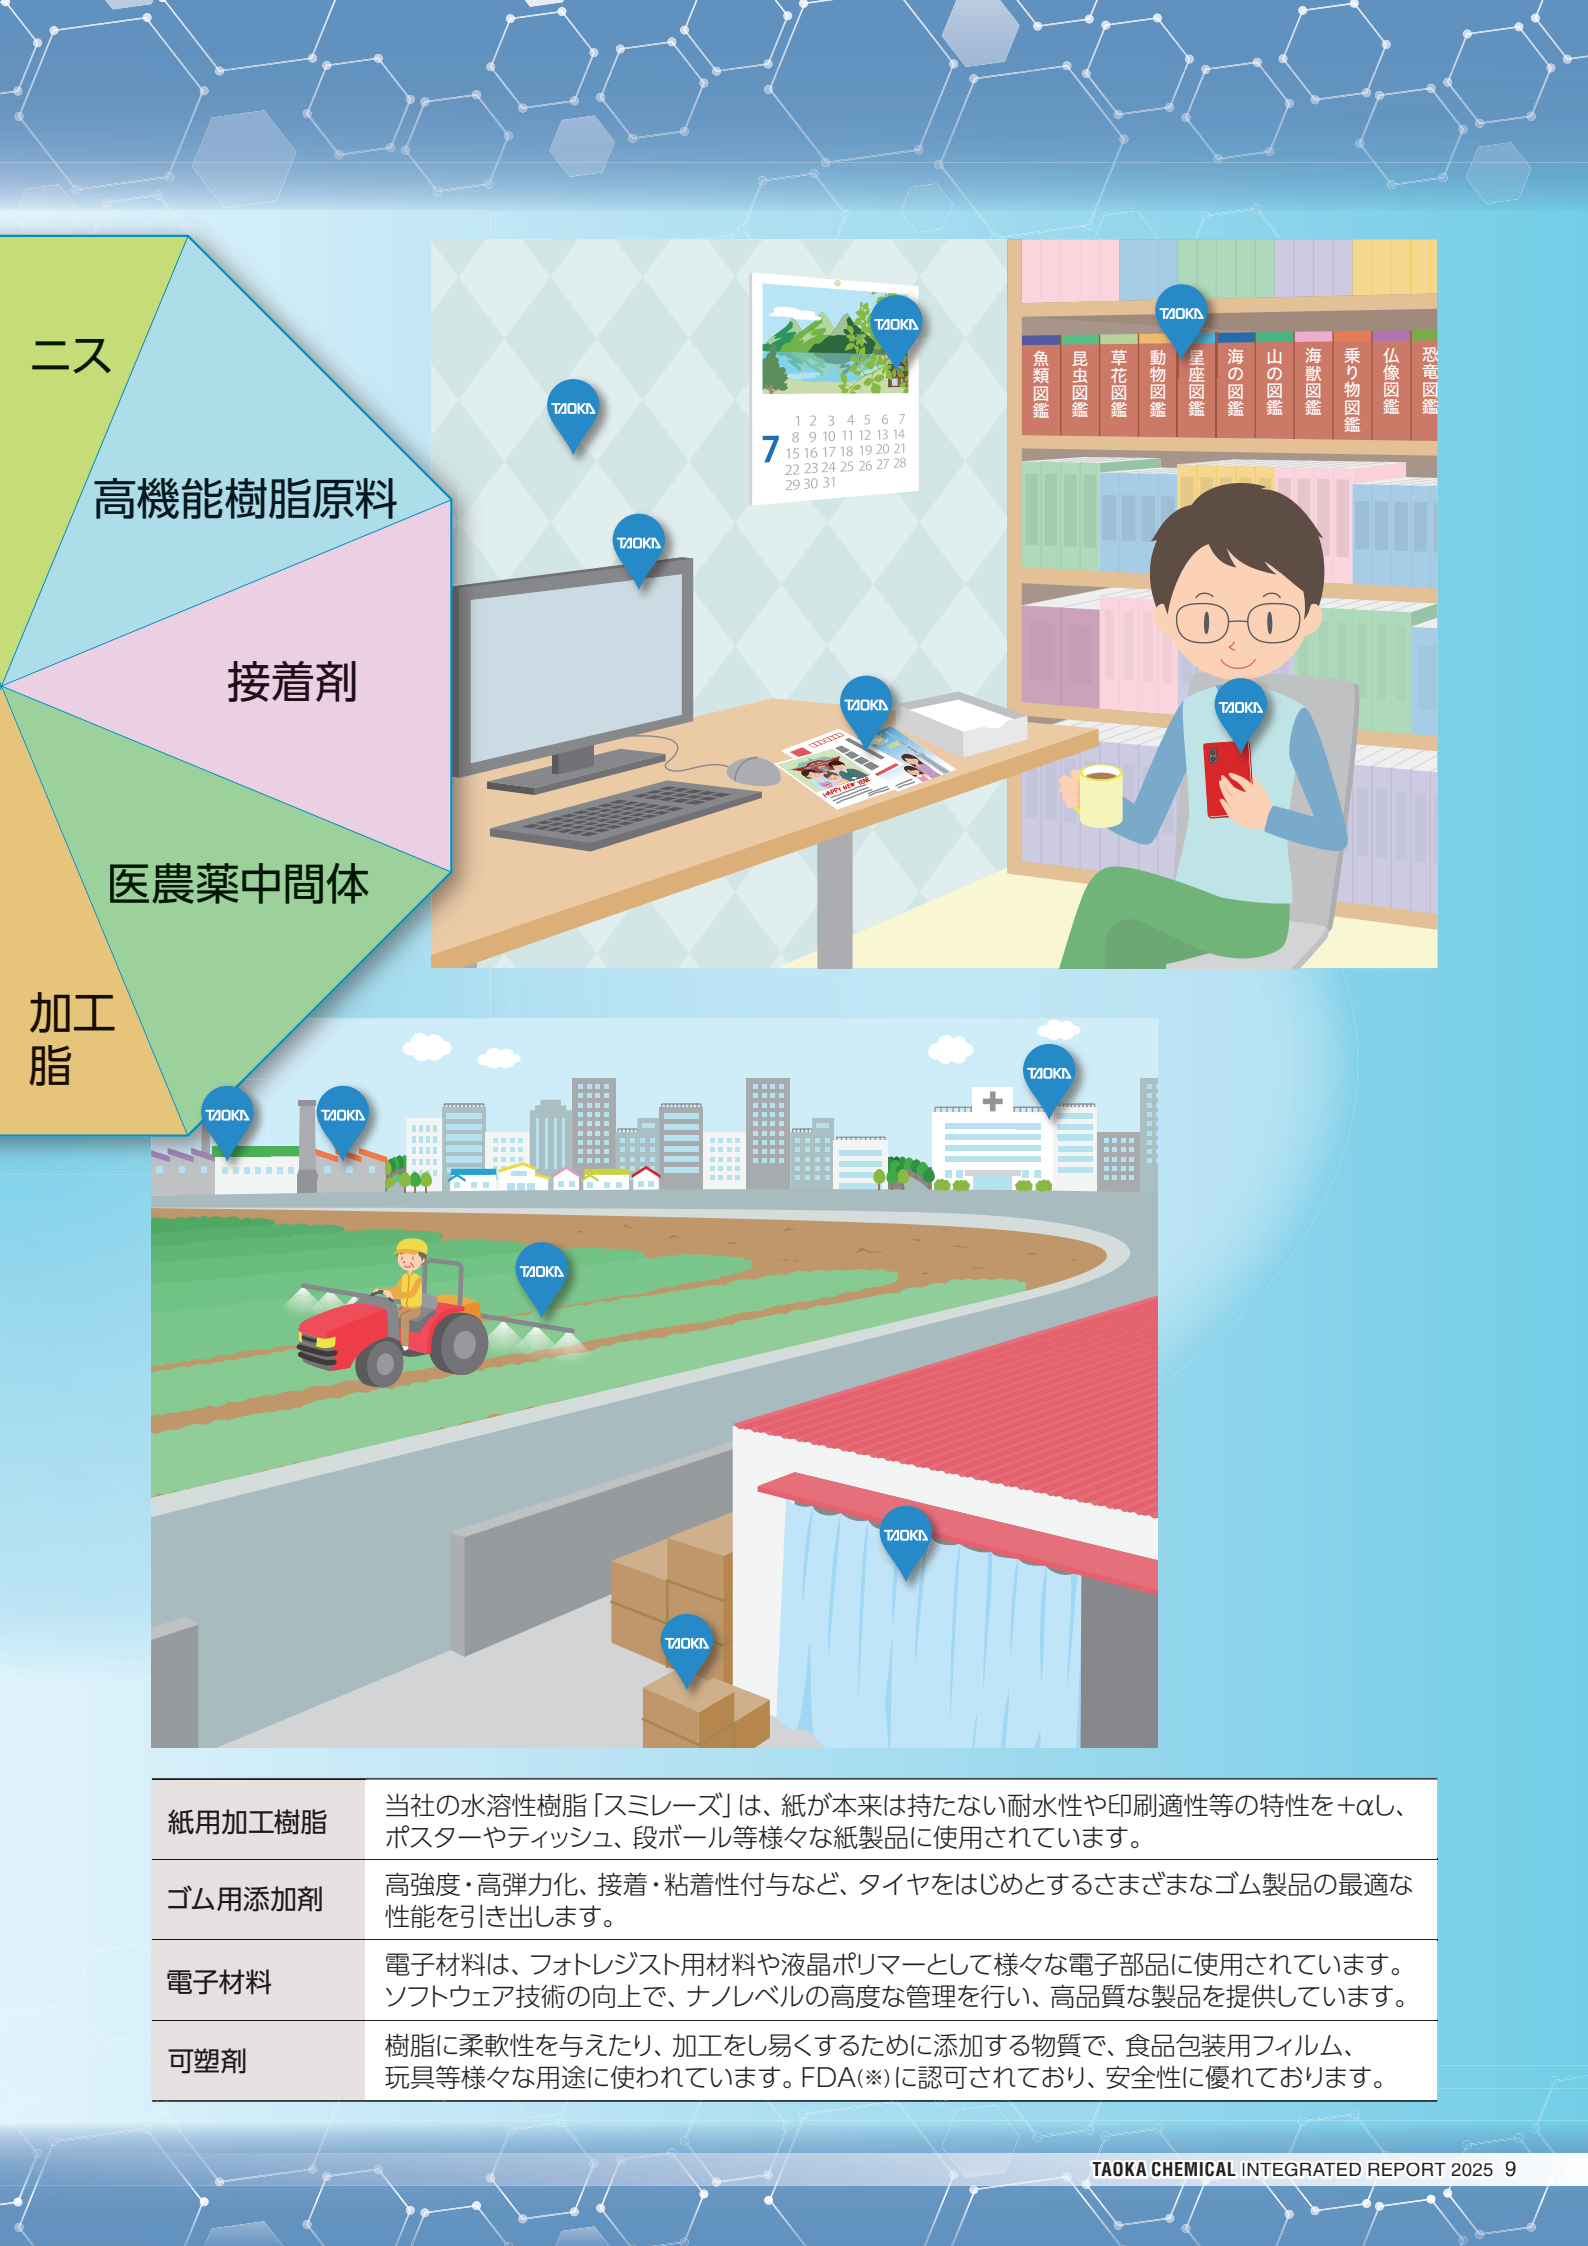 ニス
高機能樹脂原料
接着剤
医農薬中間体
加工
脂
TAOKA
TAOKA
TAOKA
TAOKA
TAOKA
TAOKA
1 2 3 4 5 6 7
7
8 9 10 11 12 13 14
15 16 17 18 19 20 21
22 23 24 25 26 27 28
29 30 31
魚類図鑑
昆虫図鑑
草花図鑑
動物図鑑
星座図鑑
海の図鑑
山の図鑑
海獣図鑑
乗り物図鑑
仏像図鑑
恐竜図鑑
HAPPY NEW YEAR
TAOKA
TAOKA
TAOKA
TAOKA
TAOKA
TAOKA
紙用加工樹脂
当社の水溶性樹脂「スミレーズ」は、紙が本来は持たない耐水性や印刷適性等の特性を+αし、
ポスターやティッシュ、段ボール等様々な紙製品に使用されています。
ゴム用添加剤
高強度・高弾力化、接着・粘着性付与など、タイヤをはじめとするさまざまなゴム製品の最適な
性能を引き出します。
電子材料
電子材料は、フォトレジスト用材料や液晶ポリマーとして様々な電子部品に使用されています。
ソフトウェア技術の向上で、ナノレベルの高度な管理を行い、高品質な製品を提供しています。
可塑剤
樹脂に柔軟性を与えたり、加工をし易くするために添加する物質で、食品包装用フィルム、
玩具等様々な用途に使われています。FDA(※)に認可されており、安全性に優れております。
TAOKA CHEMICAL INTEGRATED REPORT 2025 9